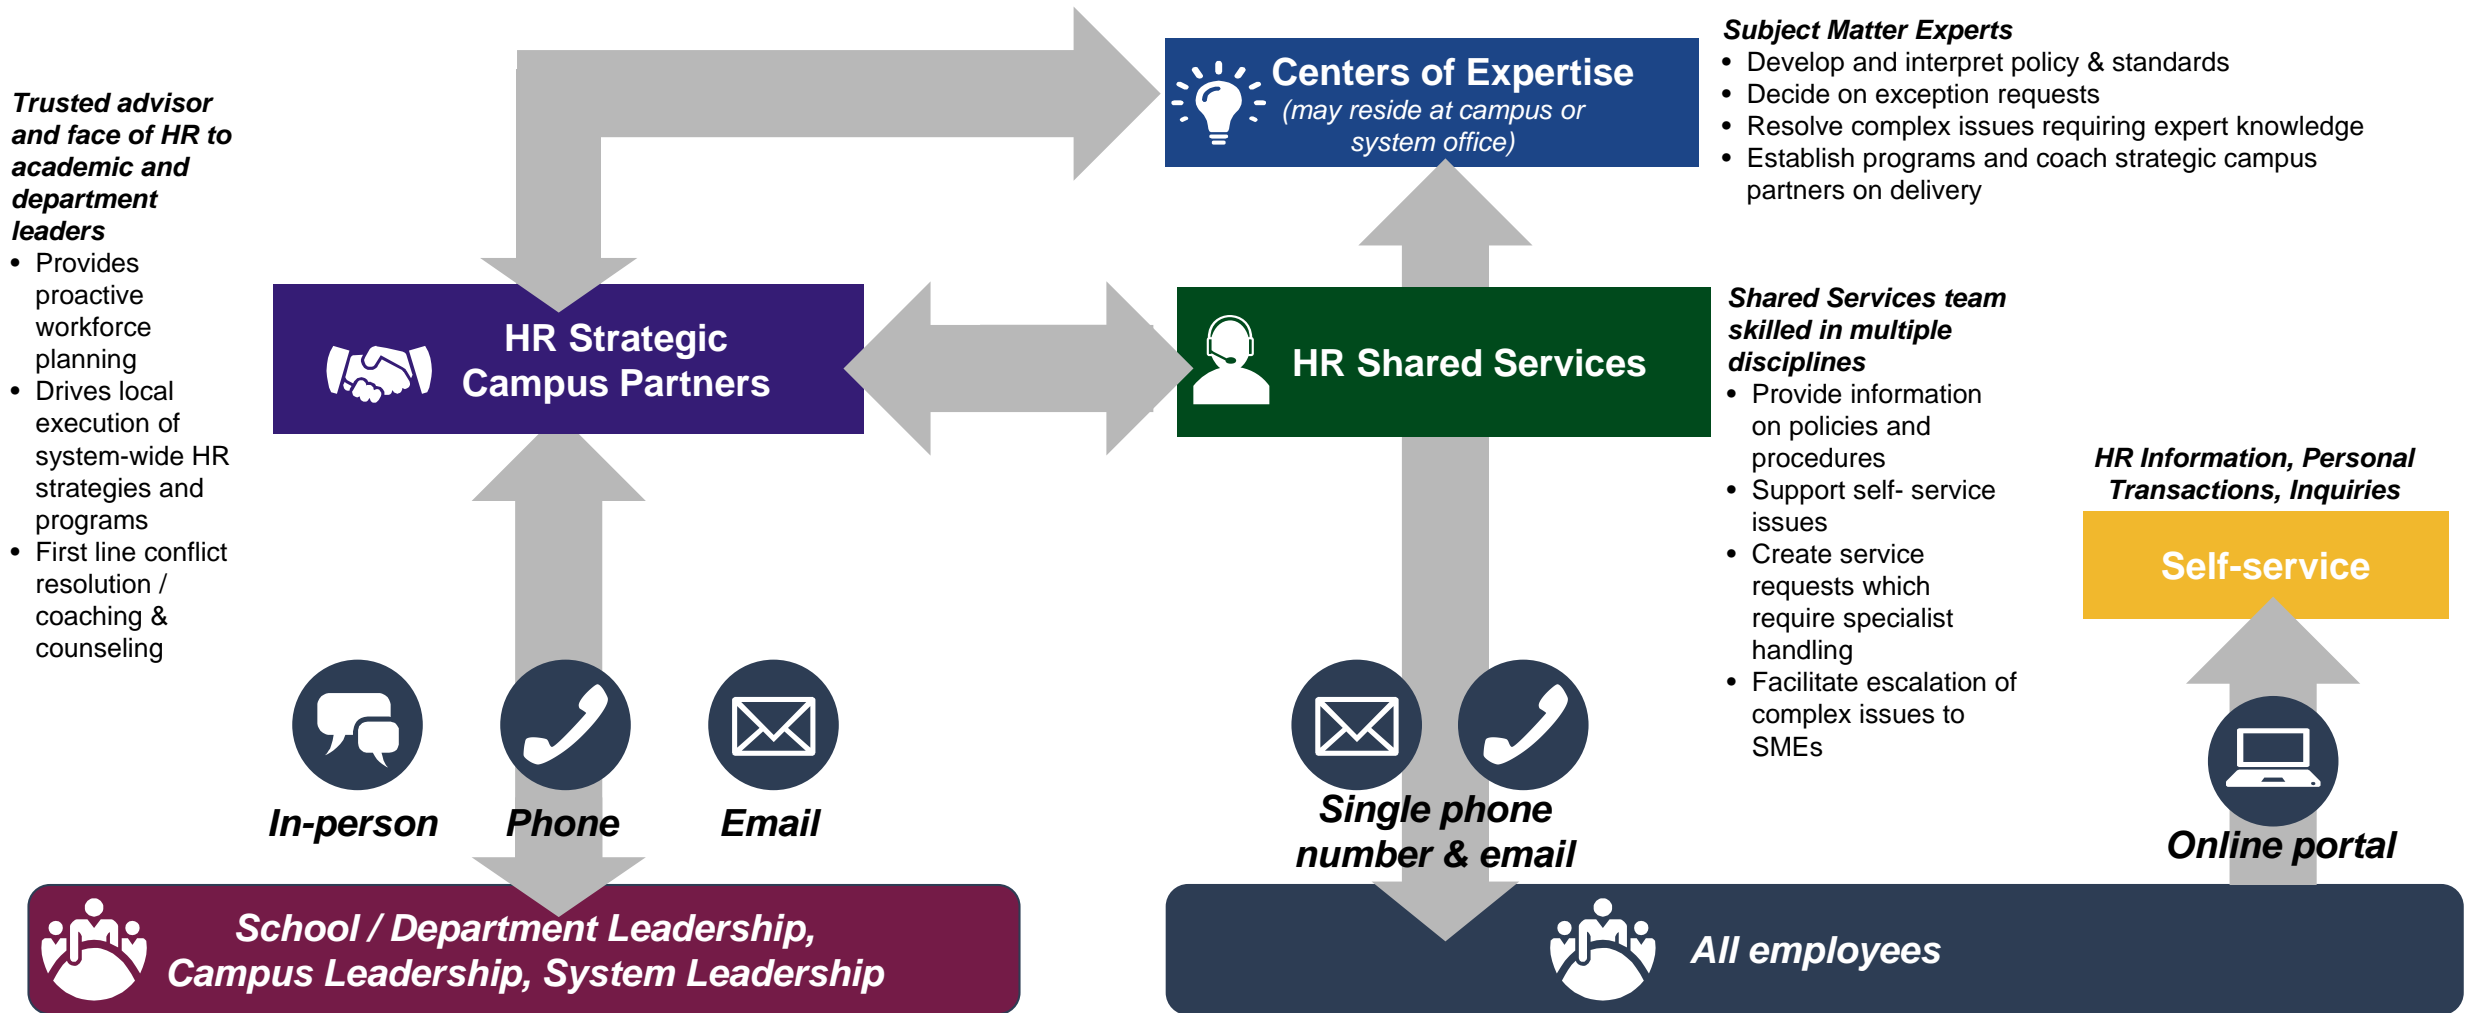 Trusted advisor
and face of HR to
academic and
department
leaders
• Provides
proactive
workforce
planning
• Drives local
execution of
system-wide HR
strategies and
programs
• First line conflict
resolution /
coaching &
counseling
Centers of Expertise
(may reside at campus or
system office)
Subject Matter Experts
• Develop and interpret policy & standards
• Decide on exception requests
• Resolve complex issues requiring expert knowledge
• Establish programs and coach strategic campus
partners on delivery
HR Strategic
Campus Partners
HR Shared Services
Shared Services team
skilled in multiple
disciplines
• Provide information
on policies and
procedures
• Support self- service
issues
• Create service
requests which
require specialist
handling
• Facilitate escalation of
complex issues to
SMEs
HR Information, Personal
Transactions, Inquiries
Self-service
In-person
Phone
Email
Single phone
number & email
Online portal
School / Department Leadership,
Campus Leadership, System Leadership
All employees